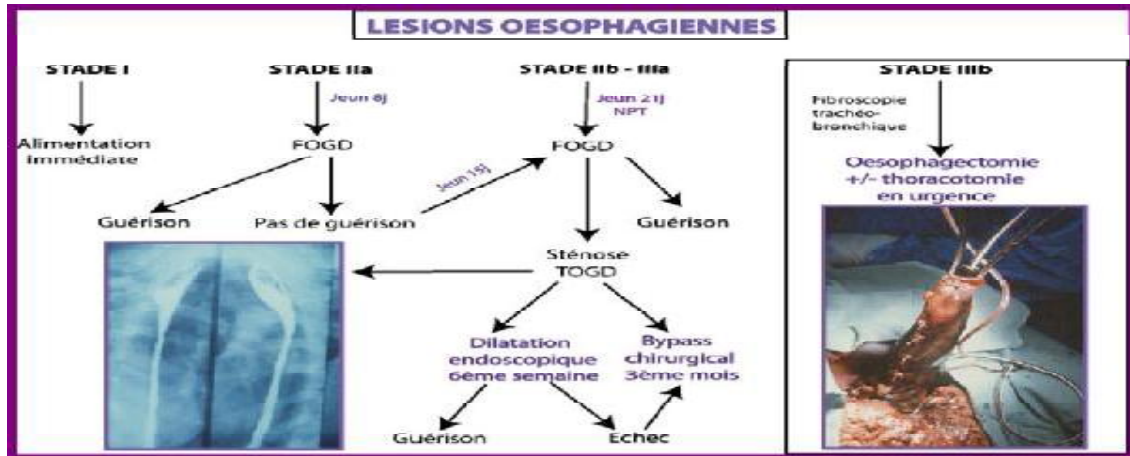 LESIONS OESOPHAGIENNES
STADE I
Alimentation
immédiate
STADE IIa
Jeun 8j
FOGD
Guérison
Pas de guérison
Jeun 15j
STADE IIb - IIIa
Jeun 21j
NPT
FOGD
Guérison
Sténose
TOGD
Dilatation
endoscopique
6ème semaine
Bypass
chirurgical
3ème mois
Guérison
Echec
STADE IIIb
Fibroscopie
trachéo-
bronchique
Oesophagectomie
+/- thoracotomie
en urgence